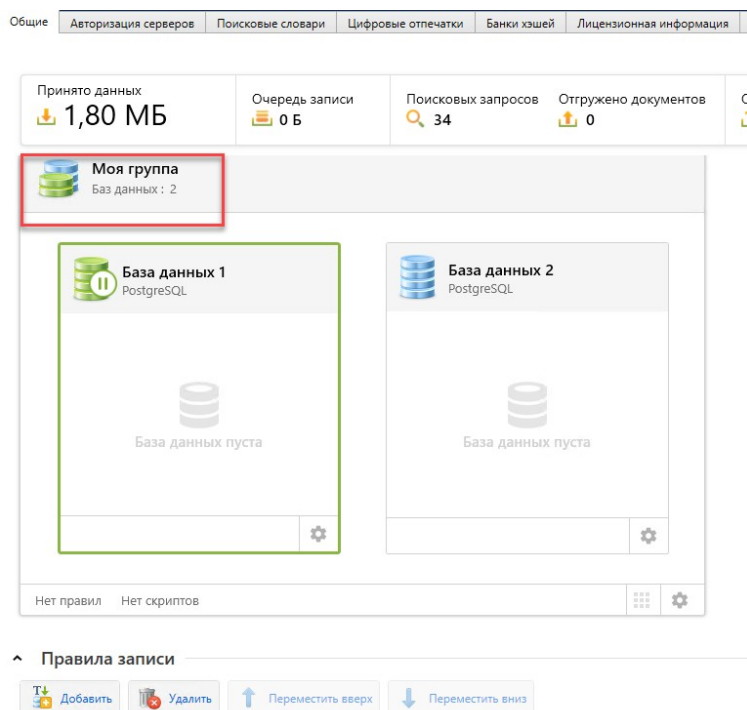 Общие Авторизация серверов Поисковые словари Цифровые отпечатки Банки хэшей Лицензионная информация
Принято данных Очередь записи Поисковых запросов Отгружено документов
1,80 МБ 0 Б 34 0
Моя группа
Баз данных : 2
База данных 1 База данных 2
PostgreSQL PostgreSQL
База данных пуста База данных пуста
Нет правил Нет скриптов
Правила записи
Добавить Удалить Переместить вверх Переместить вниз